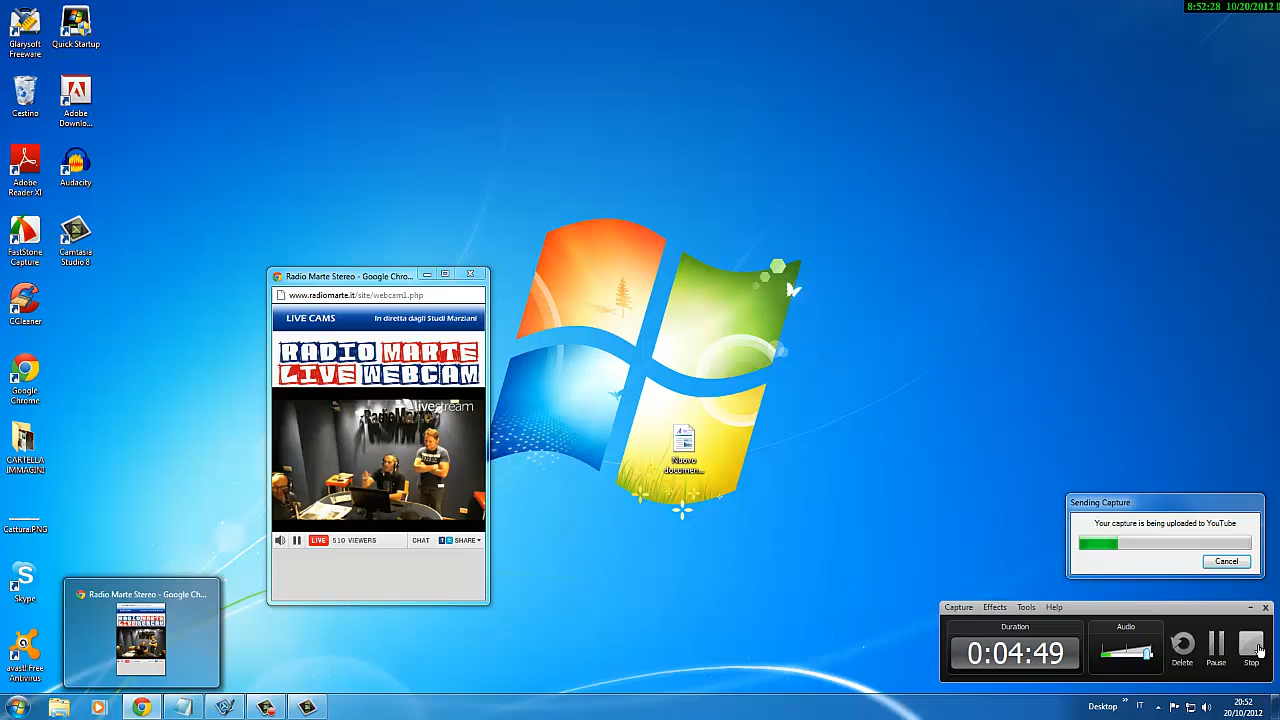 8:52:28 10/20/2012
Glarysoft
Freeware
Quick Startup
Cestino
Adobe
Downlo...
Adobe
Reader XI
Audacity
FastStone
Capture
Camtasia
Studio 8
CCleaner
Google
Chrome
CARTELLA
IMMAGINI
Cattura.PNG
Skype
avast! Free
Antivirus
Radio Marte Stereo - Google Chro...
www.radiomarte.it/site/webcam1.php
LIVE CAMS
In diretta dagli Studi Marziani
RADIO MARTE
LIVE WEBCAM
livestream
RadioMarte
LIVE
510 VIEWERS
CHAT
SHARE
Nuovo
documen...
Radio Marte Stereo - Google Ch...
Sending Capture
Your capture is being uploaded to YouTube
Cancel
Capture Effects Tools Help
Duration
0:04:49
Audio
Delete
Pause
Stop
Desktop
IT
20:52
20/10/2012